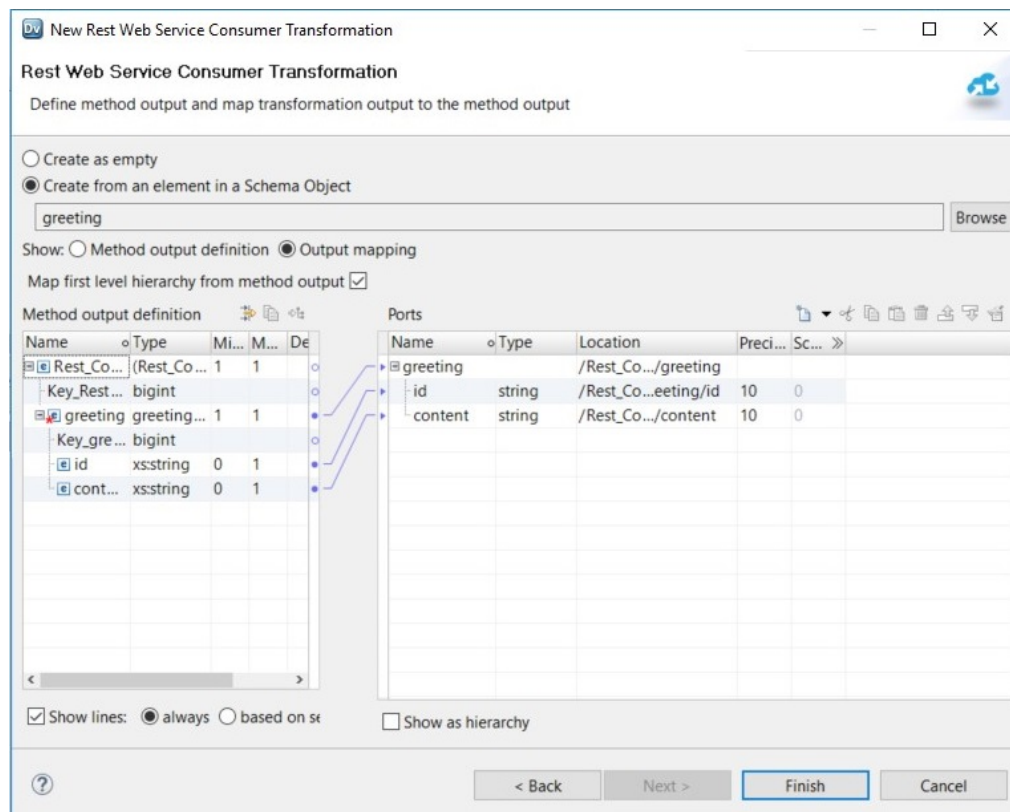 Dv New Rest Web Service Consumer Transformation
Rest Web Service Consumer Transformation
Define method output and map transformation output to the method output
Create as empty
Create from an element in a Schema Object
greeting Browse
Show: Method output definition Output mapping
Map first level hierarchy from method output
Method output definition Ports
Name Type Mi... M... De Name Type Location Preci... Sc...
Rest_Co... (Rest_Co... 1 1 greeting /Rest_Co.../greeting
Key_Rest... bigint id string /Rest_Co...eeting/id 10 0
greeting greeting... 1 1 content string /Rest_Co.../content 10 0
Key_gre... bigint
e id xs:string 0 1
e cont... xs:string 0 1
Show lines: always based on se Show as hierarchy
? < Back Next > Finish Cancel